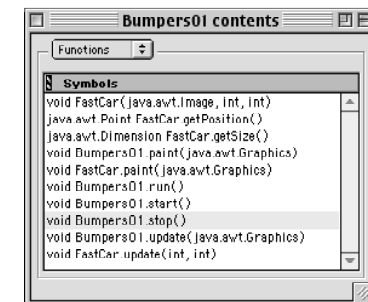 Bumpers01 contents
Functions
Symbols
void FastCar(java.awt.Image, int, int)
java.awt.Point FastCar.getPosition()
java.awt.Dimension FastCar.getSize()
void Bumpers01.paint(java.awt.Graphics)
void FastCar.paint(java.awt.Graphics)
void Bumpers01.run()
void Bumpers01.start()
void Bumpers01.stop()
void Bumpers01.update(java.awt.Graphics)
void FastCar.update(int, int)